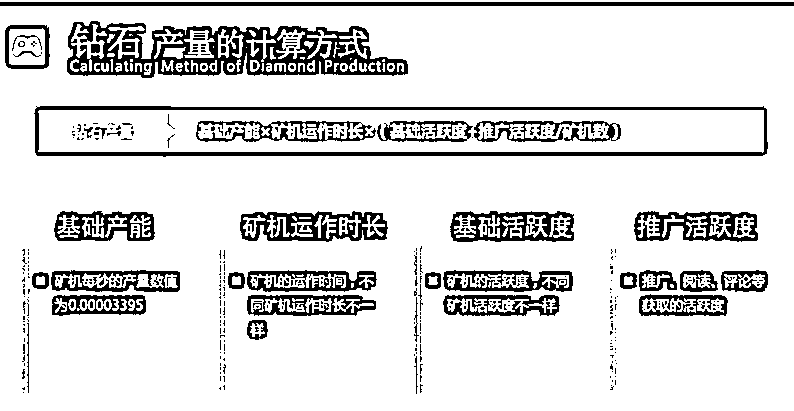 钻石 产量的计算方式
Calculating Method of Diamond Production
钻石产量
基础产能×矿机运作时长×(基础活跃度+推广活跃度/矿机数)
基础产能
矿机运作时长
基础活跃度
推广活跃度
矿机每秒的产量数值
为0.00003395
矿机的运作时间，不
同矿机运作时长不一
样
矿机的活跃度，不同
矿机活跃度不一样
推广、阅读、评论等
获取的活跃度